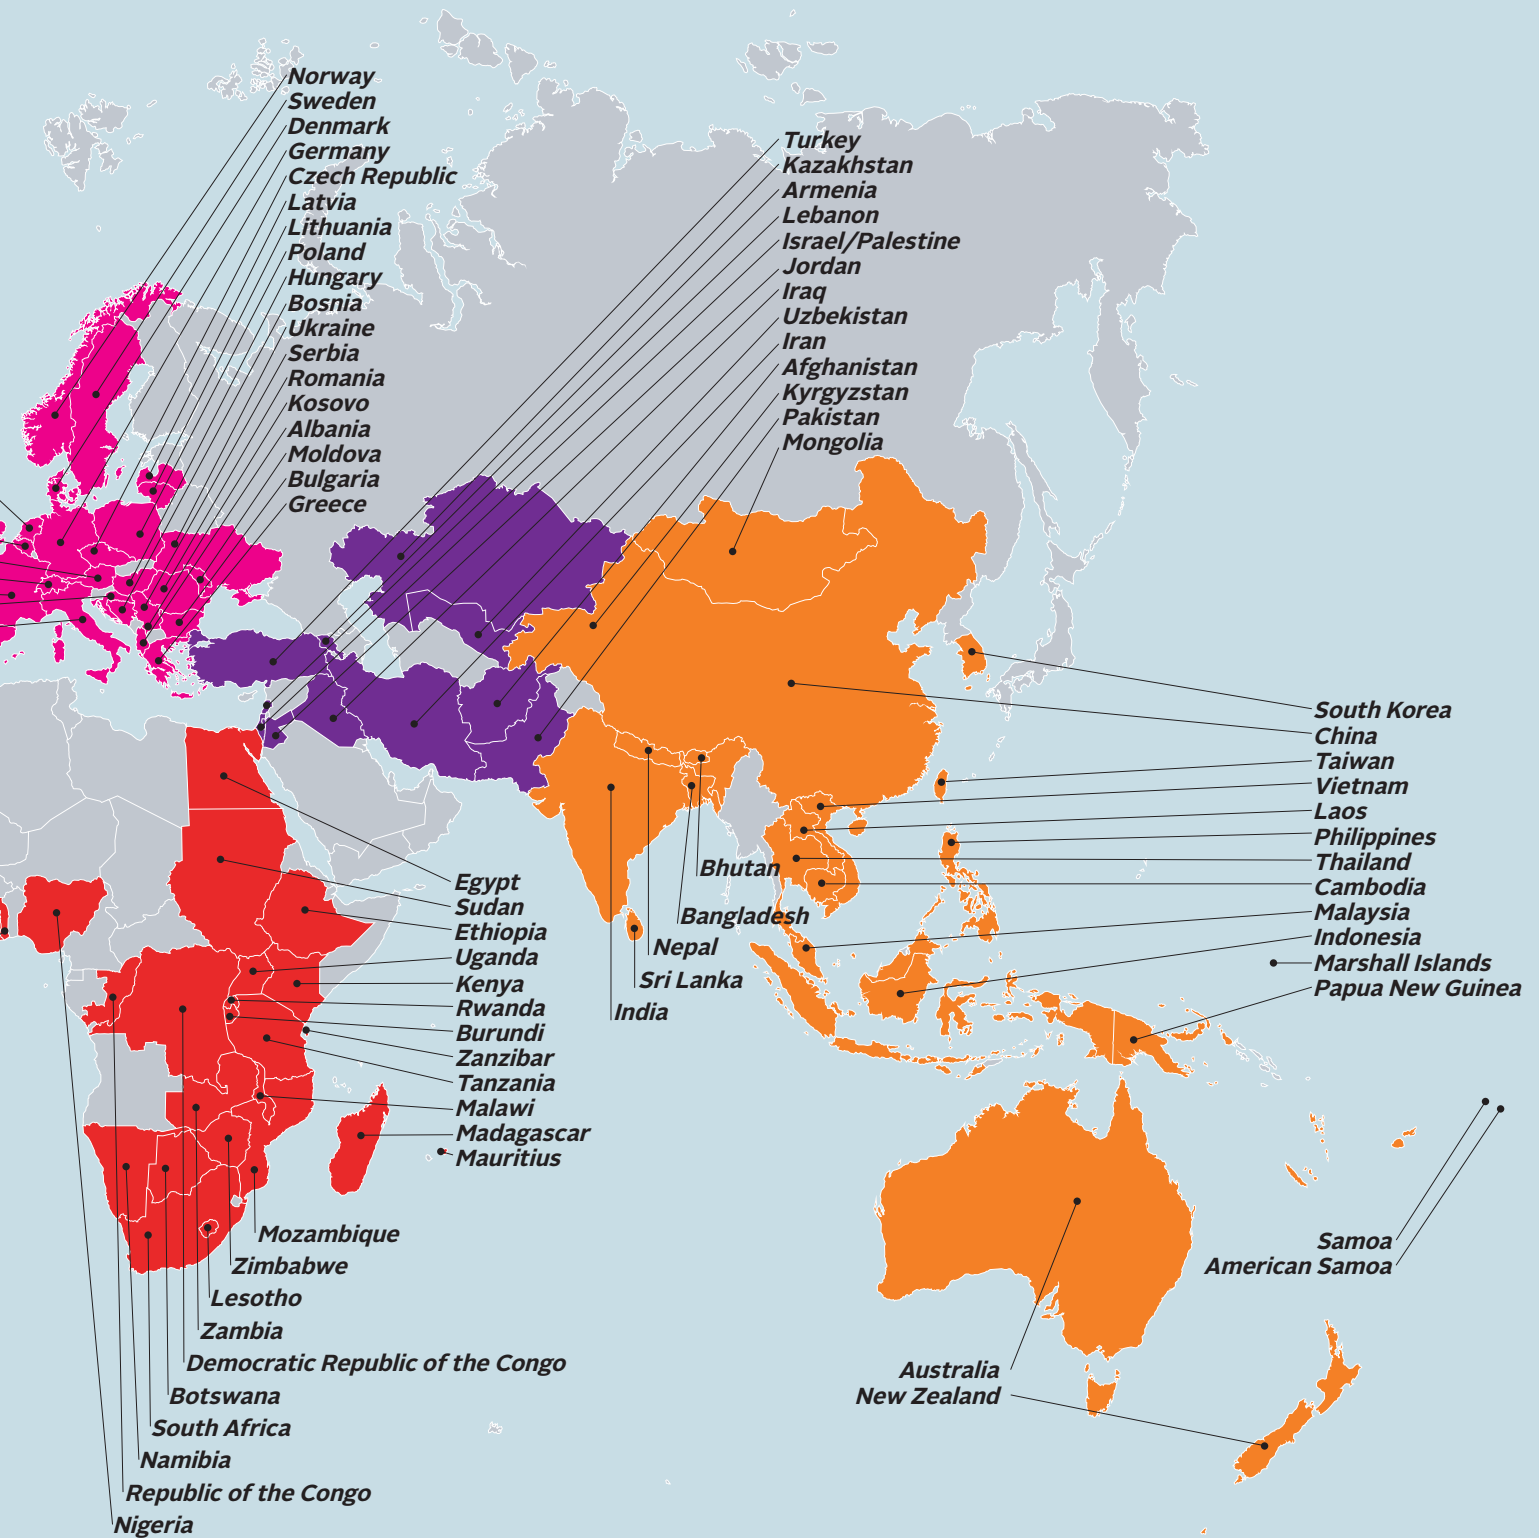 Norway
Sweden
Denmark
Germany
Czech Republic
Latvia
Lithuania
Poland
Hungary
Bosnia
Ukraine
Serbia
Romania
Kosovo
Albania
Moldova
Bulgaria
Greece
Turkey
Kazakhstan
Armenia
Lebanon
Israel/Palestine
Jordan
Iraq
Uzbekistan
Iran
Afghanistan
Kyrgyzstan
Pakistan
Mongolia
South Korea
China
Taiwan
Vietnam
Laos
Philippines
Thailand
Cambodia
Malaysia
Indonesia
Marshall Islands
Papua New Guinea
Bhutan
Bangladesh
Nepal
Sri Lanka
India
Egypt
Sudan
Ethiopia
Uganda
Kenya
Rwanda
Burundi
Zanzibar
Tanzania
Malawi
Madagascar
Mauritius
Mozambique
Zimbabwe
Lesotho
Zambia
Democratic Republic of the Congo
Botswana
South Africa
Namibia
Republic of the Congo
Nigeria
Samoa
American Samoa
Australia
New Zealand